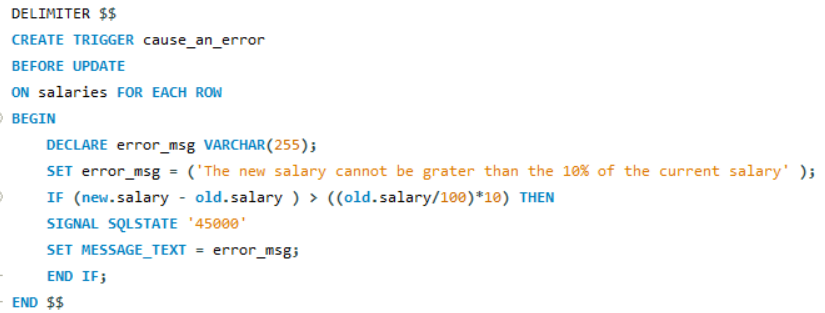 DELIMITER $$
CREATE TRIGGER cause_an_error
BEFORE UPDATE
ON salaries FOR EACH ROW
BEGIN
DECLARE error_msg VARCHAR(255);
SET error_msg = ('The new salary cannot be grater than the 10% of the current salary' );
IF (new.salary - old.salary ) > ((old.salary/100)*10) THEN
SIGNAL SQLSTATE '45000'
SET MESSAGE_TEXT = error_msg;
END IF;
END $$